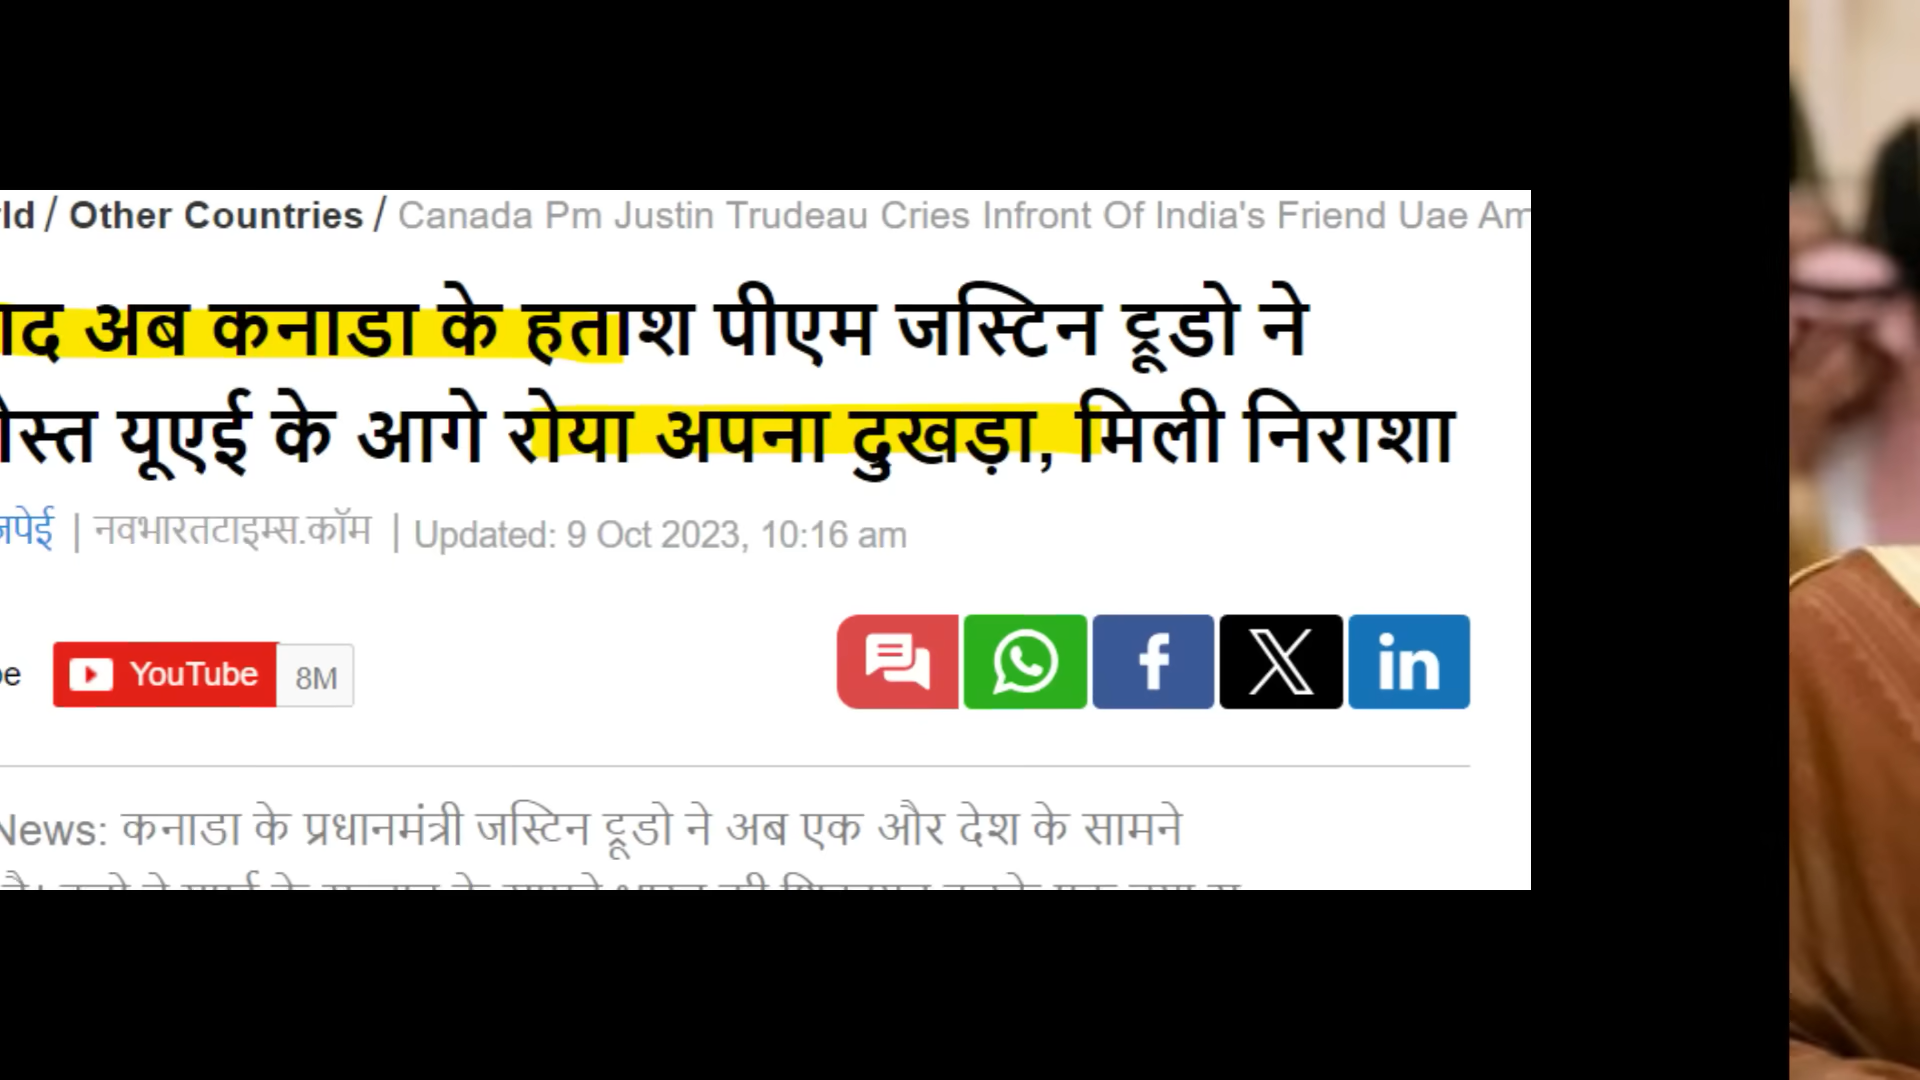 / Other Countries / Canada Pm Justin Trudeau Cries Infront Of India's Friend Uae
अब कनाडा के हताश पीएम जस्टिन ट्रूडो ने
यूएई के आगे रोया अपना दुखड़ा, मिली निराशा
| नवभारतटाइम्स.कॉम | Updated: 9 Oct 2023, 10:16 am
YouTube 8M
News: कनाडा के प्रधानमंत्री जस्टिन ट्रूडो ने अब एक और देश के सामने